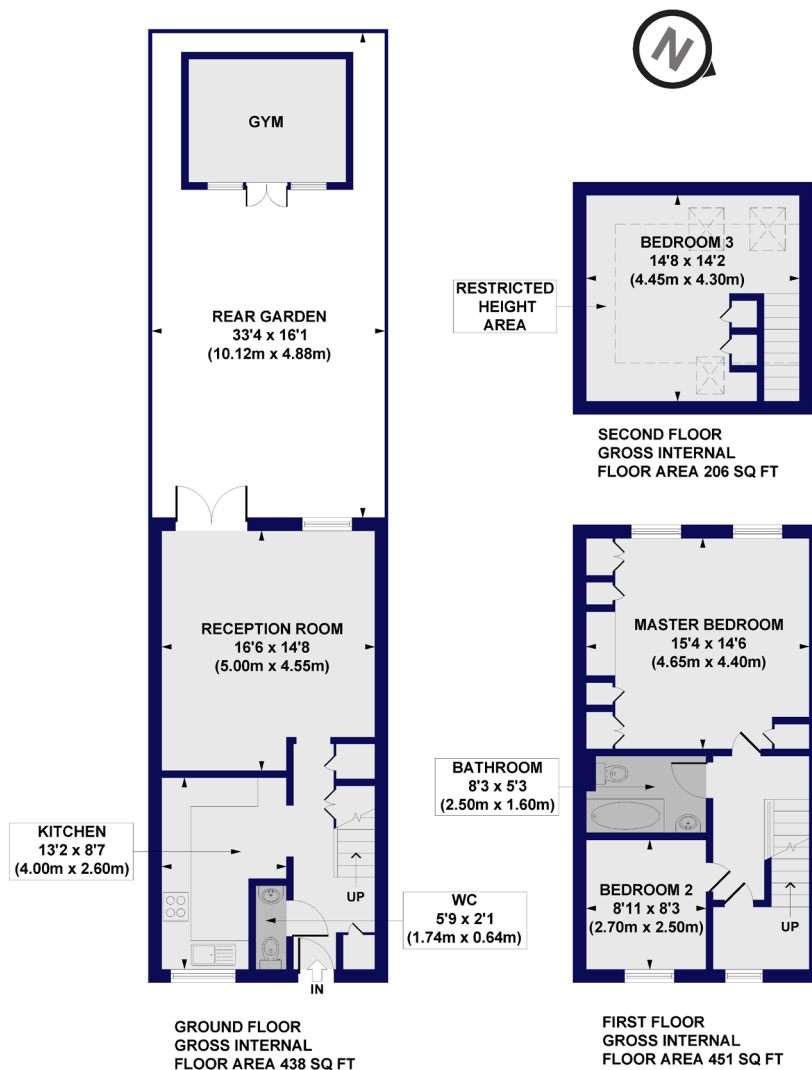 N
GYM
REAR GARDEN
33'4 x 16'1
(10.12m x 4.88m)
RECEPTION ROOM
16'6 x 14'8
(5.00m x 4.55m)
KITCHEN
13'2 x 8'7
(4.00m x 2.60m)
UP
WC
5'9 x 2'1
(1.74m x 0.64m)
IN
GROUND FLOOR
GROSS INTERNAL
FLOOR AREA 438 SQ FT
BEDROOM 3
14'8 x 14'2
(4.45m x 4.30m)
RESTRICTED
HEIGHT
AREA
SECOND FLOOR
GROSS INTERNAL
FLOOR AREA 206 SQ FT
MASTER BEDROOM
15'4 x 14'6
(4.65m x 4.40m)
BATHROOM
8'3 x 5'3
(2.50m x 1.60m)
BEDROOM 2
8'11 x 8'3
(2.70m x 2.50m)
UP
FIRST FLOOR
GROSS INTERNAL
FLOOR AREA 451 SQ FT